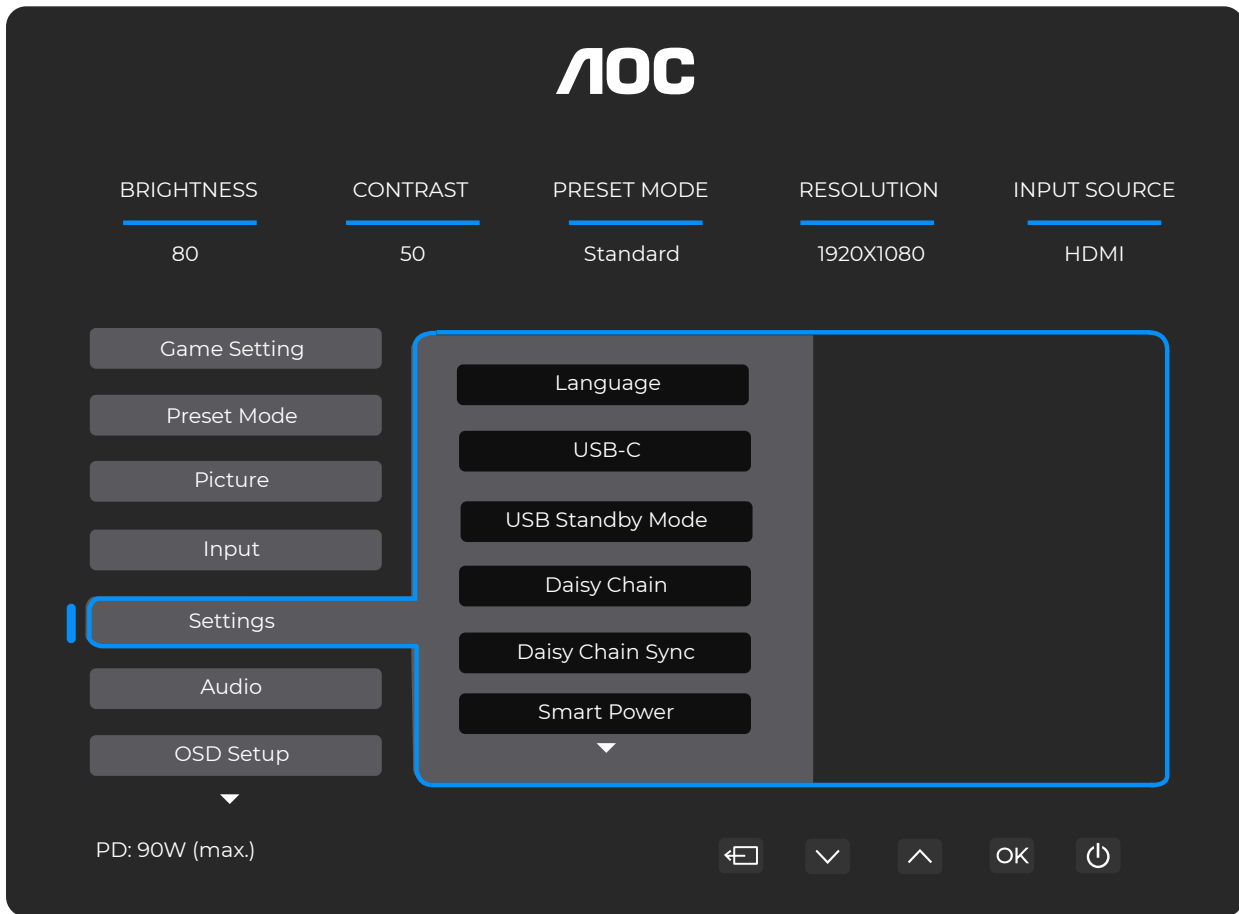 AOC
BRIGHTNESS CONTRAST PRESET MODE RESOLUTION INPUT SOURCE
80 50 Standard 1920X1080 HDMI
Game Setting
Preset Mode
Picture
Input
Settings
Audio
OSD Setup
Language
USB-C
USB Standby Mode
Daisy Chain
Daisy Chain Sync
Smart Power
PD: 90W (max.)
OK